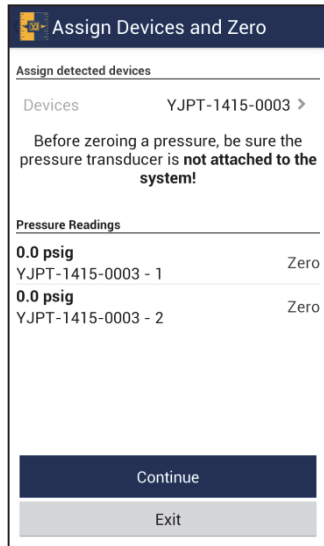 Assign Devices and Zero
Assign detected devices
Devices YJPT-1415-0003 >
Before zeroing a pressure, be sure the
pressure transducer is not attached to the
system!
Pressure Readings
0.0 psig
YJPT-1415-0003 - 1 Zero
0.0 psig
YJPT-1415-0003 - 2 Zero
Continue
Exit